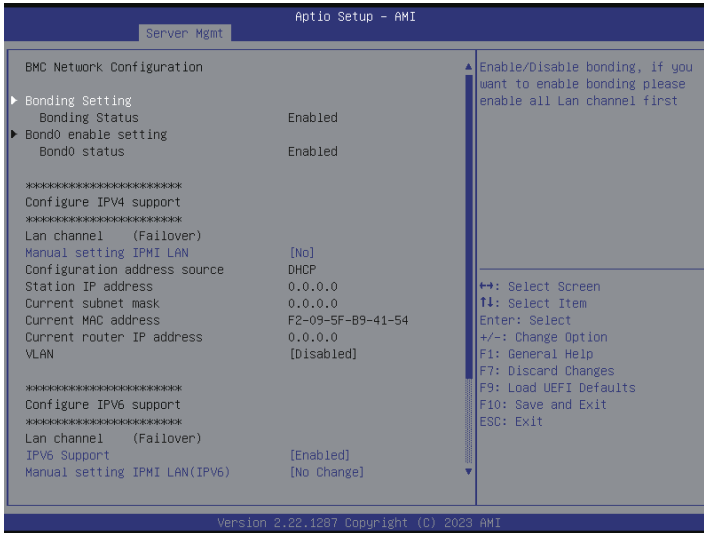 Aptio Setup – AMI
Server Mgmt
BMC Network Configuration
Bonding Setting
Bonding Status Enabled
Bond0 enable setting
Bond0 status Enabled
**********************
Configure IPV4 support
**********************
Lan channel (Failover)
Manual setting IPMI LAN [No]
Configuration address source DHCP
Station IP address 0.0.0.0
Current subnet mask 0.0.0.0
Current MAC address F2-09-5F-B9-41-54
Current router IP address 0.0.0.0
VLAN [Disabled]
**********************
Configure IPV6 support
**********************
Lan channel (Failover)
IPV6 Support [Enabled]
Manual setting IPMI LAN(IPV6) [No Change]
Enable/Disable bonding, if you
want to enable bonding please
enable all Lan channel first
↔: Select Screen
↑↓: Select Item
Enter: Select
+/-: Change Option
F1: General Help
F7: Discard Changes
F9: Load UEFI Defaults
F10: Save and Exit
ESC: Exit
Version 2.22.1287 Copyright (C) 2023 AMI